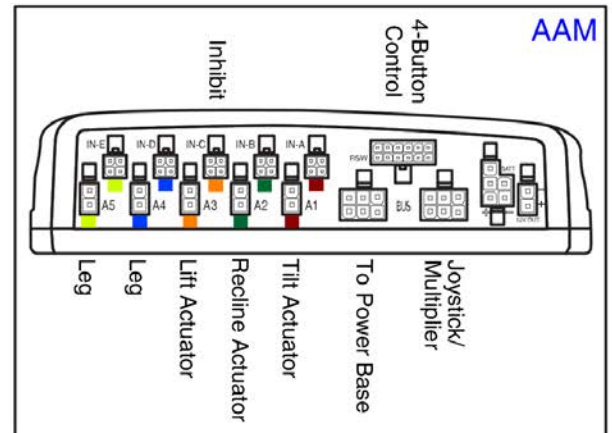 AAM
4-Button
Control
Inhibit
IN-E
IN-D
IN-C
IN-B
IN-A
RSW
BATT
A5
A4
A3
A2
A1
BUS
+
12V OUT
Leg
Leg
Lift Actuator
Recline Actuator
Tilt Actuator
To Power Base
Joystick/
Multiplier